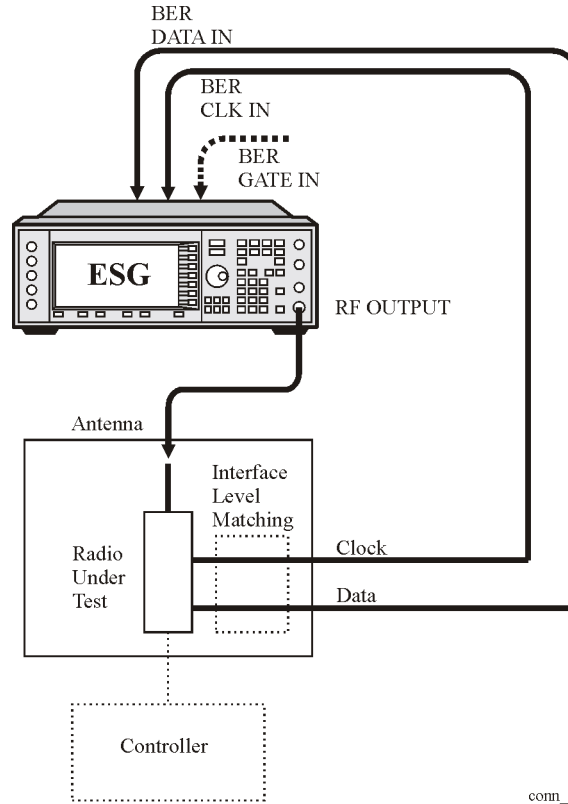 BER
DATA IN
BER
CLK IN
BER
GATE IN
ESG
RF OUTPUT
Antenna
Interface
Level
Matching
Radio
Under
Test
Clock
Data
Controller
conn_